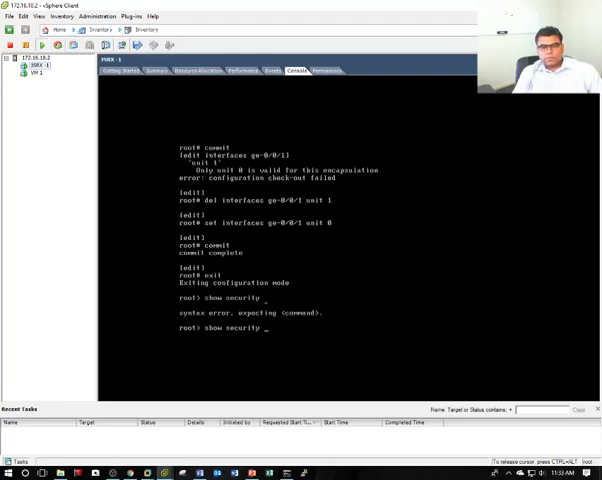 172.16.10.2 - vSphere Client
File Edit View Inventory Administration Plug-ins Help
Home Inventory Inventory
172.16.10.2
JSRX -1
VM 1
JSRX -1
Getting Started Summary Resource Allocation Performance Events Console Permissions
root# commit
[edit interfaces ge-0/0/1]
'unit 1'
Only unit 0 is valid for this encapsulation
error: configuration check-out failed
[edit]
root# del interfaces ge-0/0/1 unit 1
[edit]
root# set interfaces ge-0/0/1 unit 0
[edit]
root# commit
commit complete
[edit]
root# exit
Exiting configuration mode
root> show security
^
syntax error, expecting <command>.
root> show security _
Recent Tasks
Name, Target or Status contains: Clear
Name Target Status Details Initiated by Requested Start Ti... Start Time Completed Time
Tasks To release cursor, press CTRL+ALT root
11:33 AM